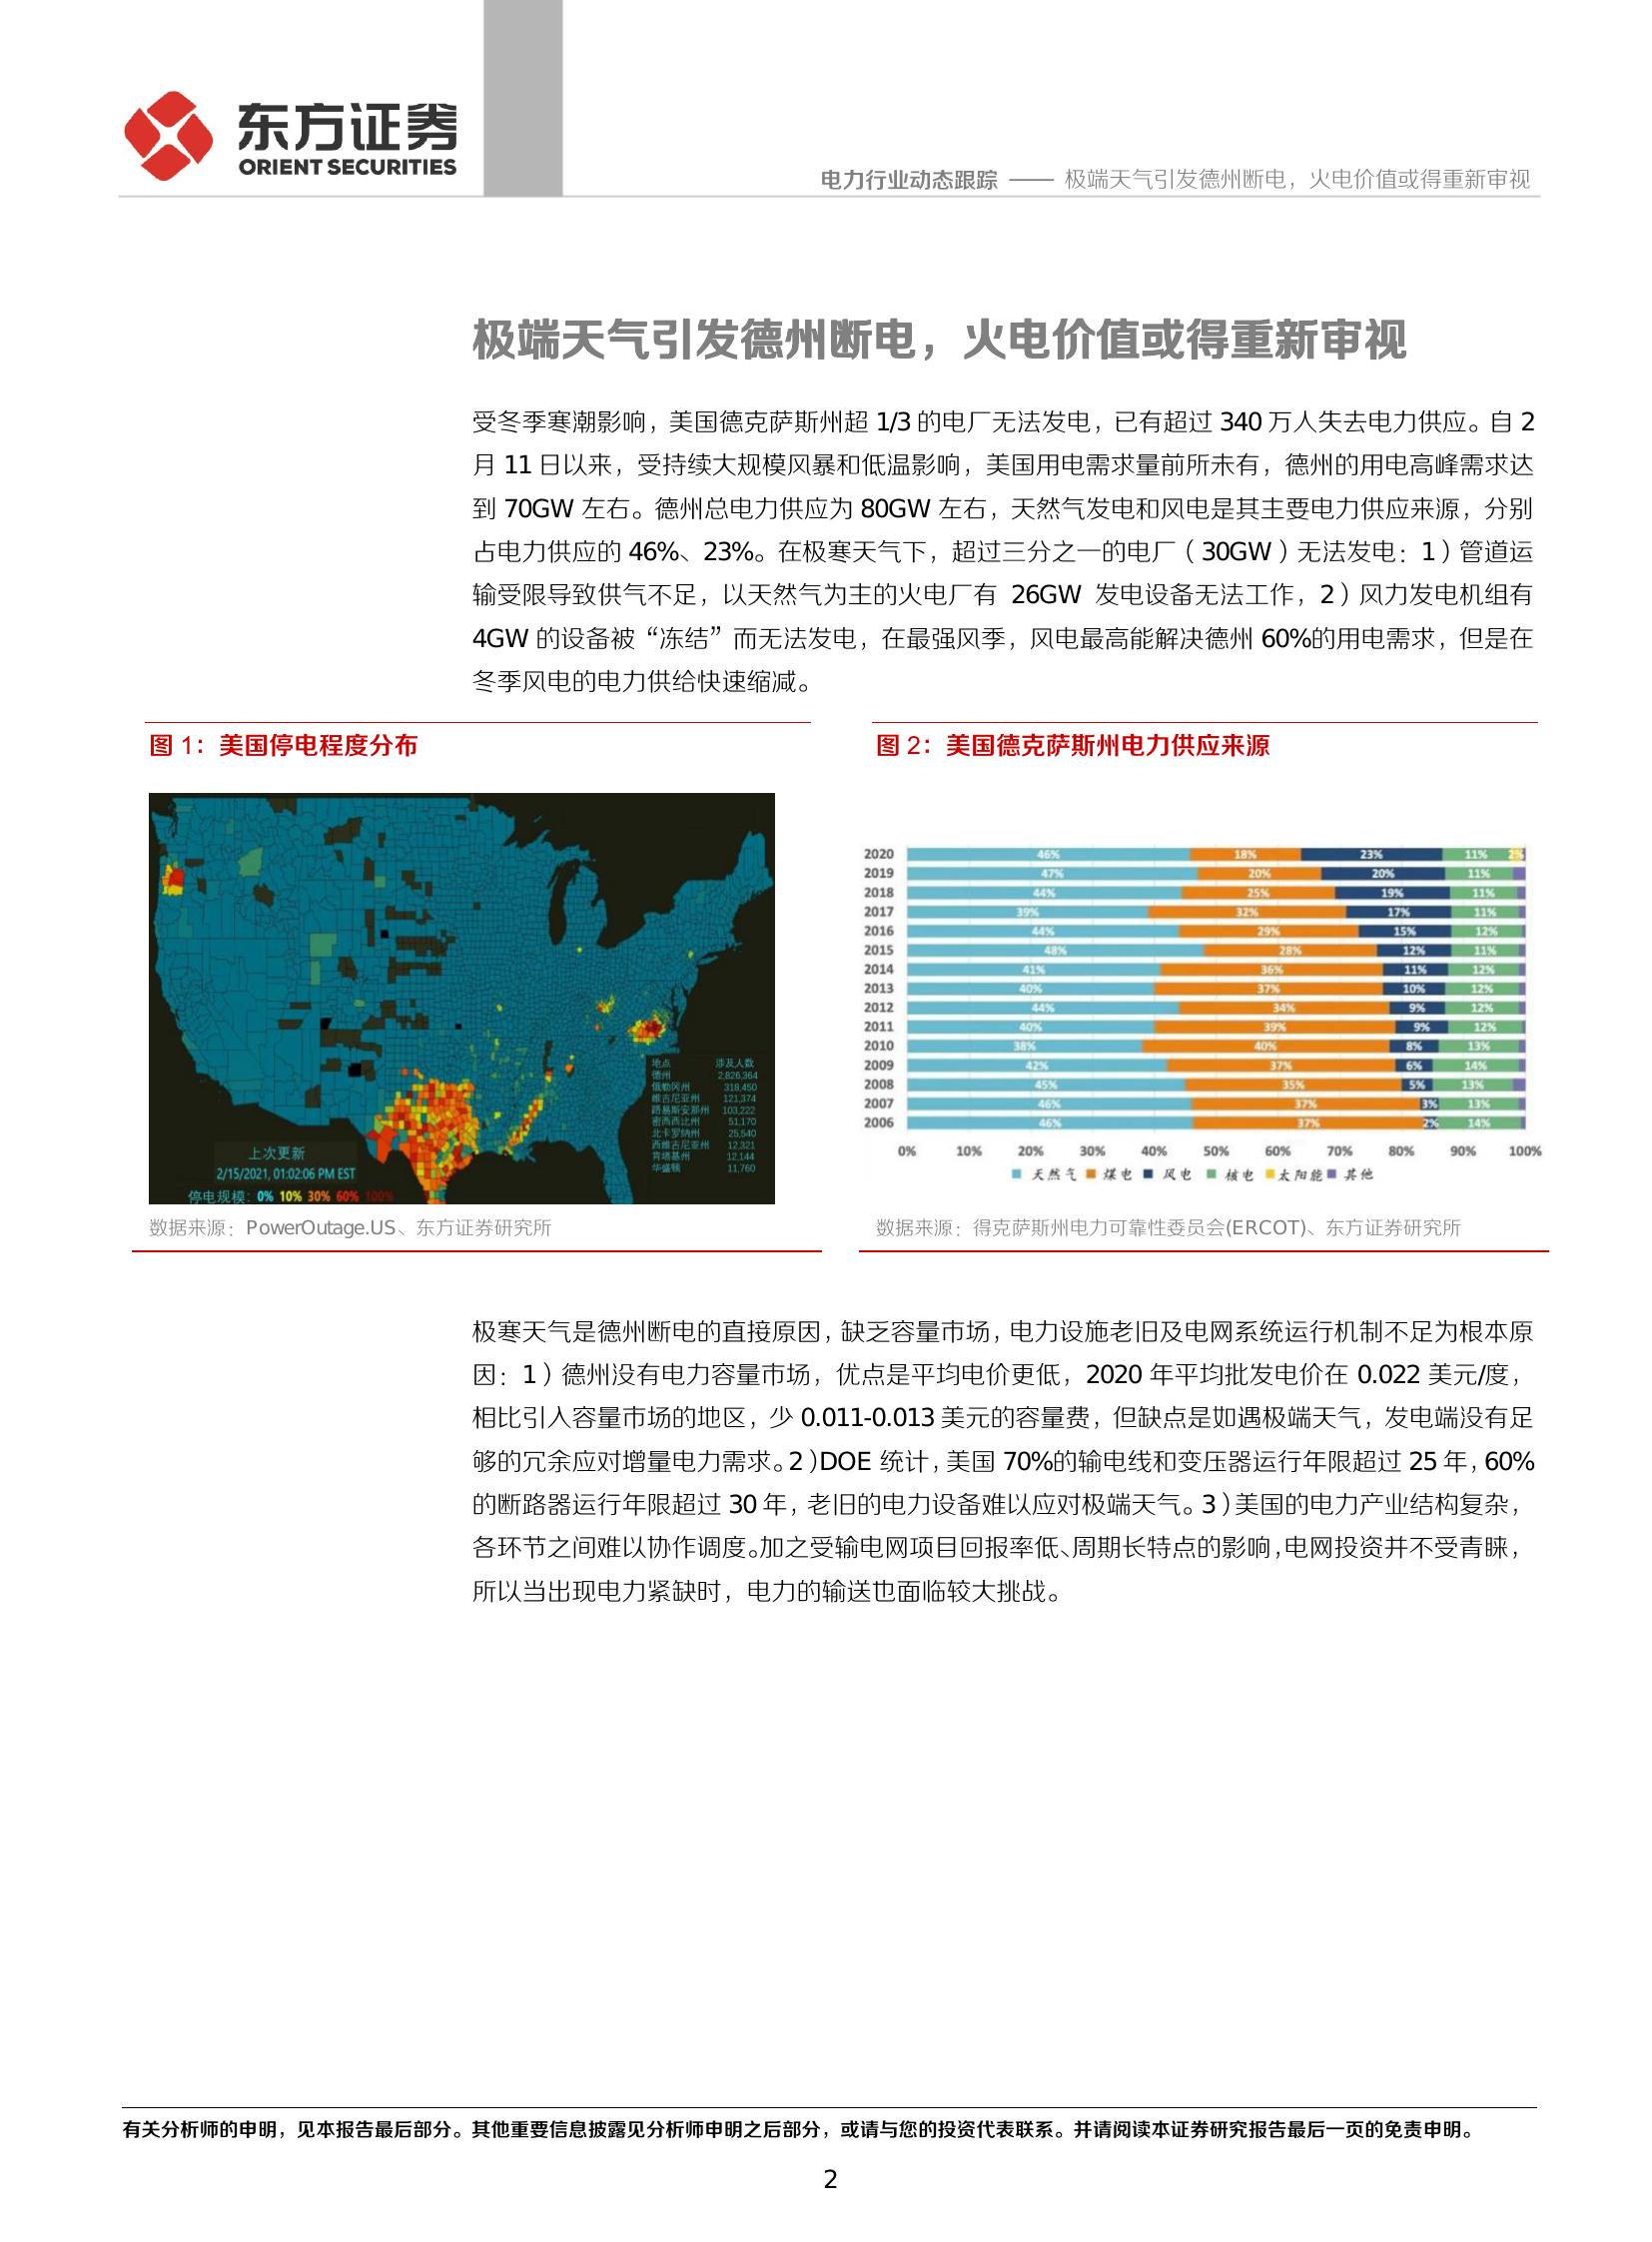 东方证券
ORIENT SECURITIES
电力行业动态跟踪 —— 极端天气引发德州断电，火电价值或得重新审视
极端天气引发德州断电，火电价值或得重新审视
受冬季寒潮影响，美国德克萨斯州超 1/3 的电厂无法发电，已有超过 340 万人失去电力供应。自 2
月 11 日以来，受持续大规模风暴和低温影响，美国用电需求量前所未有，德州的用电高峰需求达
到 70GW 左右。德州总电力供应为 80GW 左右，天然气发电和风电是其主要电力供应来源，分别
占电力供应的 46%、23%。在极寒天气下，超过三分之一的电厂（30GW）无法发电：1）管道运
输受限导致供气不足，以天然气为主的火电厂有 26GW 发电设备无法工作，2）风力发电机组有
4GW 的设备被“冻结”而无法发电，在最强风季，风电最高能解决德州 60%的用电需求，但是在
冬季风电的电力供给快速缩减。
图 1：美国停电程度分布
地点 涉及人数
德州 2,826,364
俄勒冈州 318,450
维吉尼亚州 121,374
路易斯安那州 103,222
密西西比州 51,170
北卡罗纳州 25,540
西维吉尼亚州 12,321
肯塔基州 12,144
华盛顿 11,760
上次更新
2/15/2021, 01:02:06 PM EST
停电规模：0% 10% 30% 60% 100%
数据来源：PowerOutage.US、东方证券研究所
图 2：美国德克萨斯州电力供应来源
2020 46% 18% 23% 11% 2%
2019 47% 20% 20% 11%
2018 44% 25% 19% 11%
2017 39% 32% 17% 11%
2016 44% 29% 15% 12%
2015 48% 28% 12% 11%
2014 41% 36% 11% 12%
2013 40% 37% 10% 12%
2012 44% 34% 9% 12%
2011 40% 39% 9% 12%
2010 38% 40% 8% 13%
2009 42% 37% 6% 14%
2008 45% 35% 5% 13%
2007 46% 37% 3% 13%
2006 46% 37% 2% 14%
0% 10% 20% 30% 40% 50% 60% 70% 80% 90% 100%
天然气 煤电 风电 核电 太阳能 其他
数据来源：得克萨斯州电力可靠性委员会(ERCOT)、东方证券研究所
极寒天气是德州断电的直接原因，缺乏容量市场，电力设施老旧及电网系统运行机制不足为根本原
因：1）德州没有电力容量市场，优点是平均电价更低，2020 年平均批发电价在 0.022 美元/度，
相比引入容量市场的地区，少 0.011-0.013 美元的容量费，但缺点是如遇极端天气，发电端没有足
够的冗余应对增量电力需求。2）DOE 统计，美国 70%的输电线和变压器运行年限超过 25 年，60%
的断路器运行年限超过 30 年，老旧的电力设备难以应对极端天气。3）美国的电力产业结构复杂，
各环节之间难以协作调度。加之受输电网项目回报率低、周期长特点的影响，电网投资并不受青睐，
所以当出现电力紧缺时，电力的输送也面临较大挑战。
有关分析师的申明，见本报告最后部分。其他重要信息披露见分析师申明之后部分，或请与您的投资代表联系。并请阅读本证券研究报告最后一页的免责申明。
2